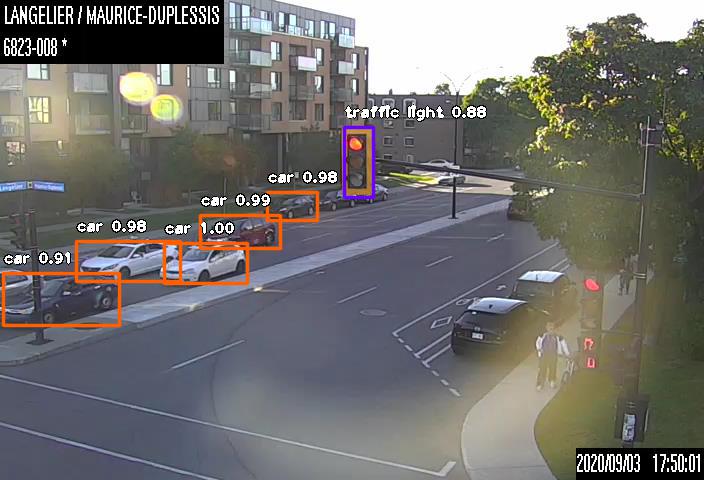 LANGELIER / MAURICE-DUPLESSIS
6823-008 *
traffic light 0.88
car 0.98
car 0.99
car 0.98
car 1.00
car 0.91
Langelier
2020/09/03 17:50:01